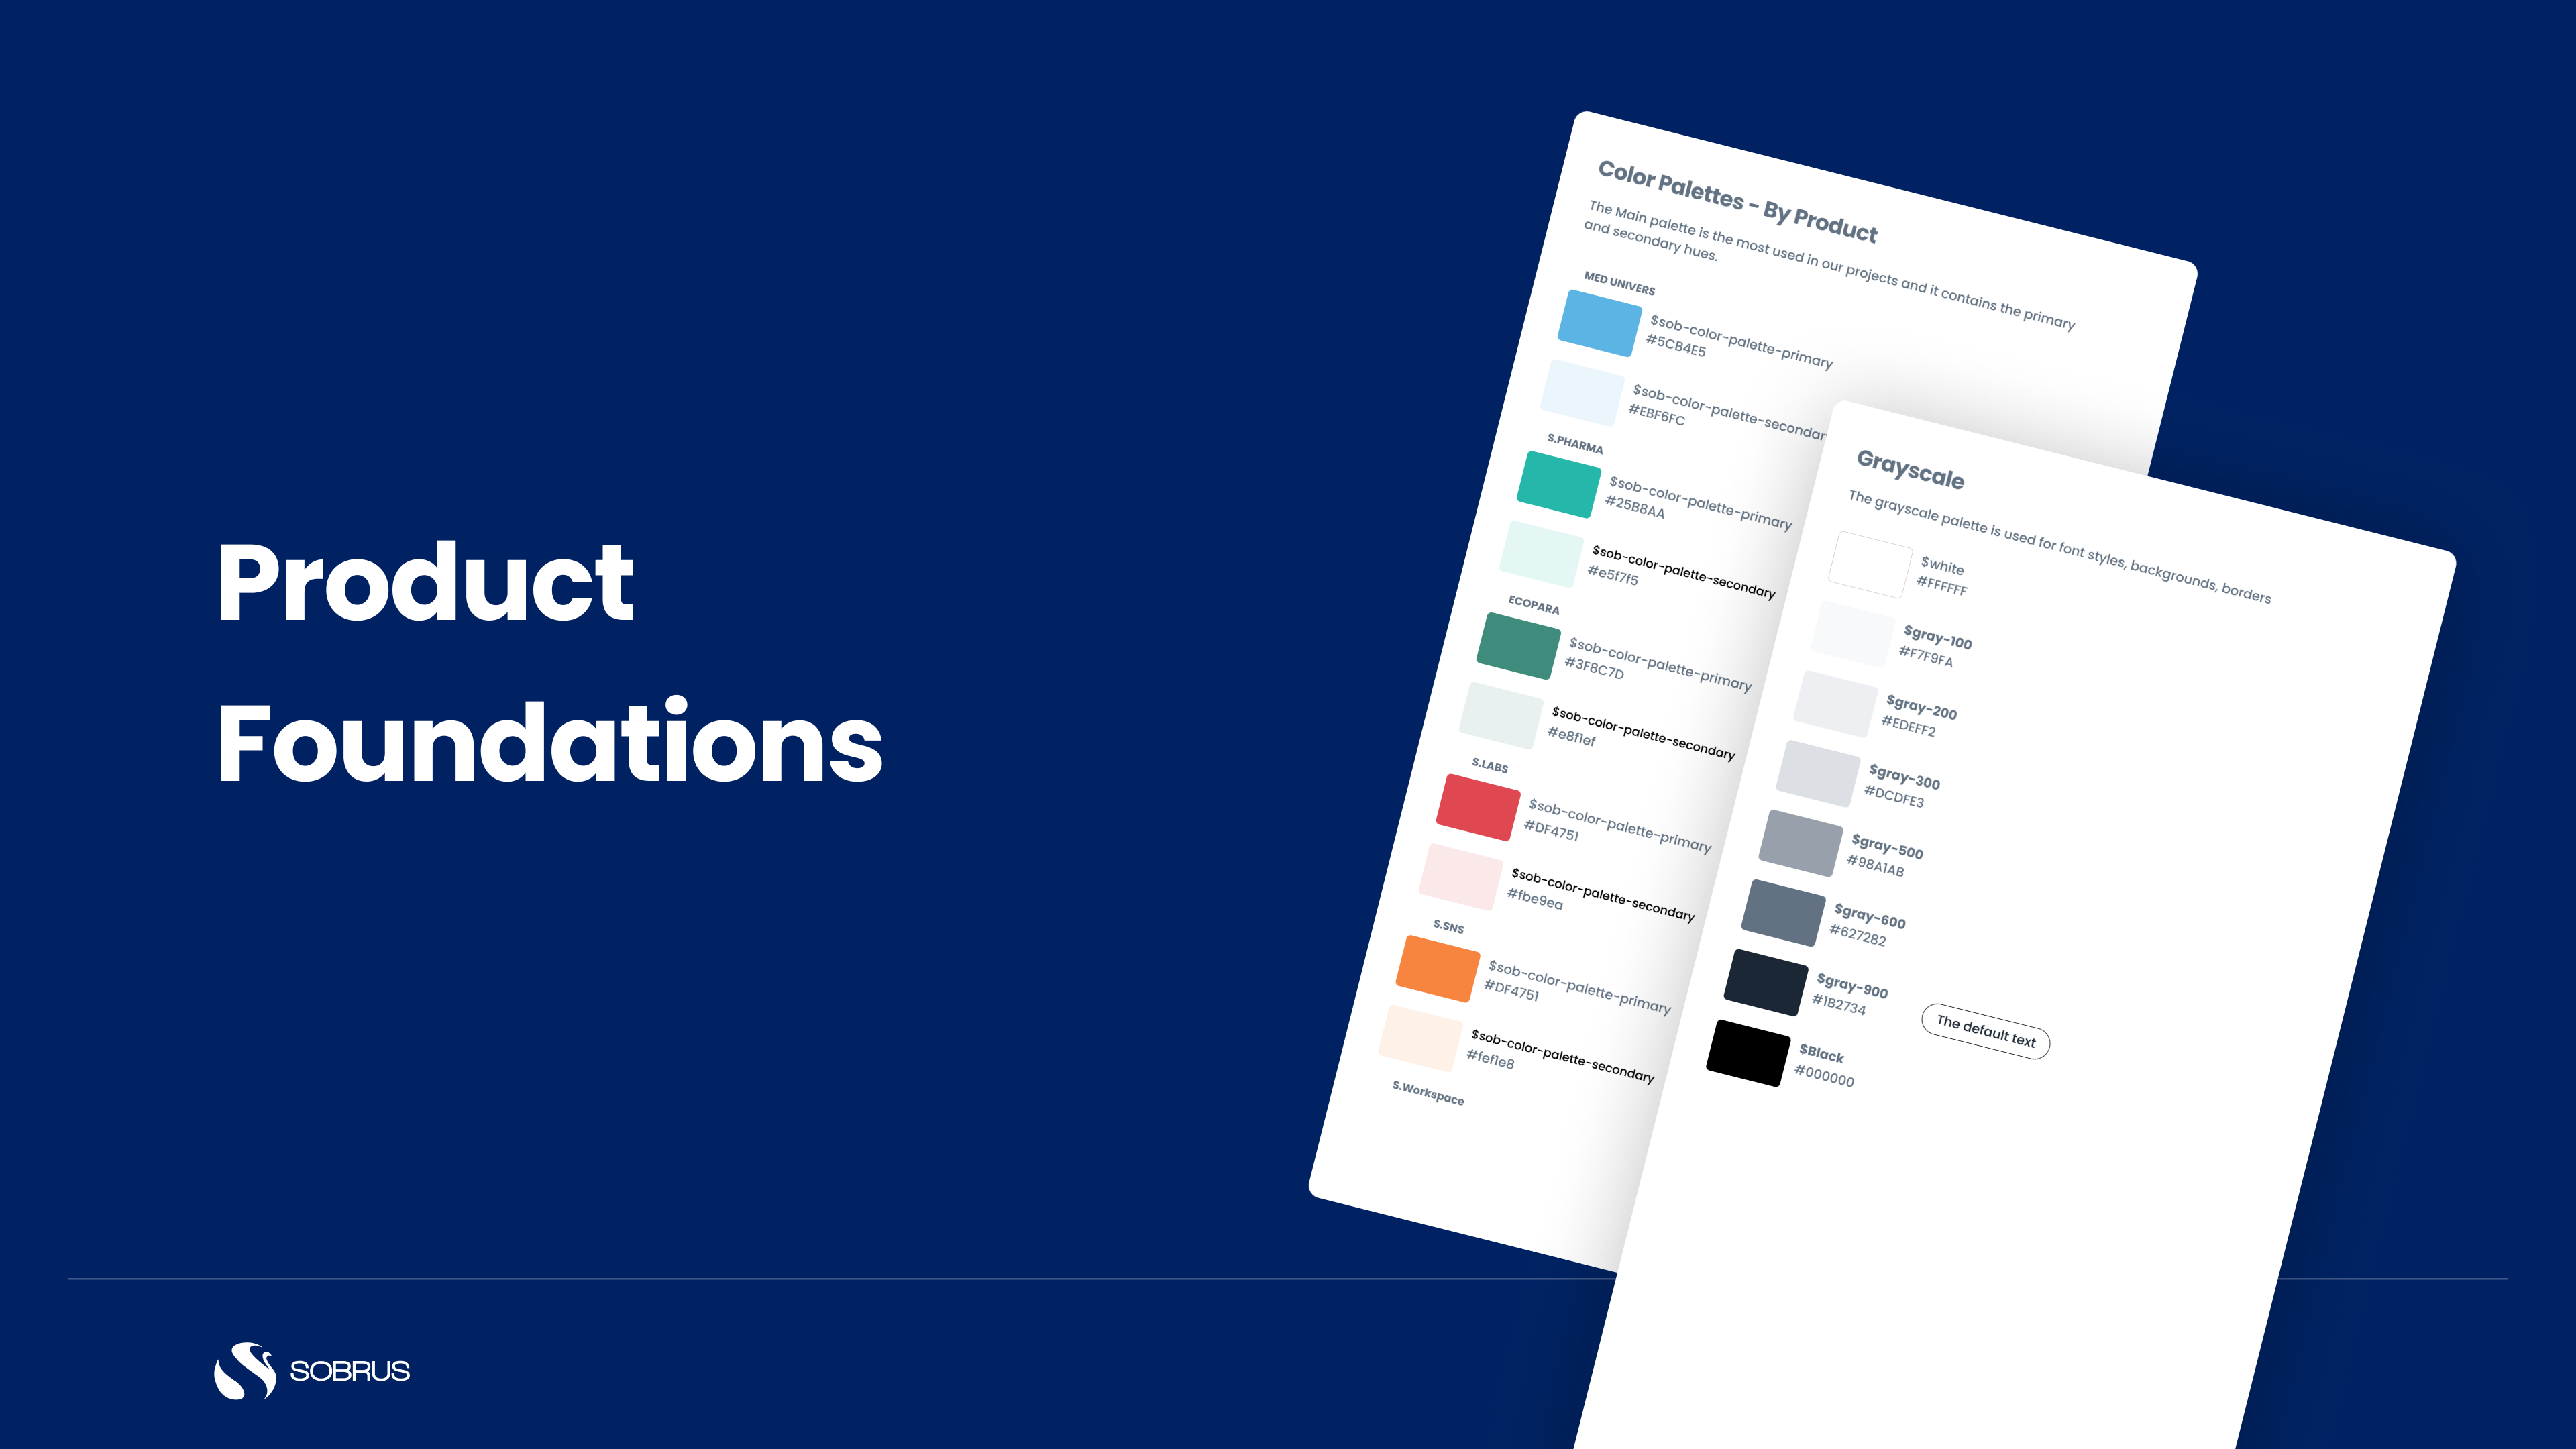 Product
Foundations
SOBRUS
Color Palettes - By Product
The Main palette is the most used in our projects and it contains the primary
and secondary hues.
MED UNIVERS
$sob-color-palette-primary
#5CB4E5
$sob-color-palette-secondar
#EBF6FC
S.PHARMA
$sob-color-palette-primary
#25B8AA
$sob-color-palette-secondary
#e5f7f5
ECOPARA
$sob-color-palette-primary
#3F8C7D
$sob-color-palette-secondary
#e8f1ef
S.LABS
$sob-color-palette-primary
#DF4751
$sob-color-palette-secondary
#fbe9ea
S.SNS
$sob-color-palette-primary
#DF4751
$sob-color-palette-secondary
#fef1e8
S.Workspace
Grayscale
The grayscale palette is used for font styles, backgrounds, borders
$white
#FFFFFF
$gray-100
#F7F9FA
$gray-200
#EDEFF2
$gray-300
#DCDFE3
$gray-500
#98A1AB
$gray-600
#627282
$gray-900
#1B2734
The default text
$Black
#000000